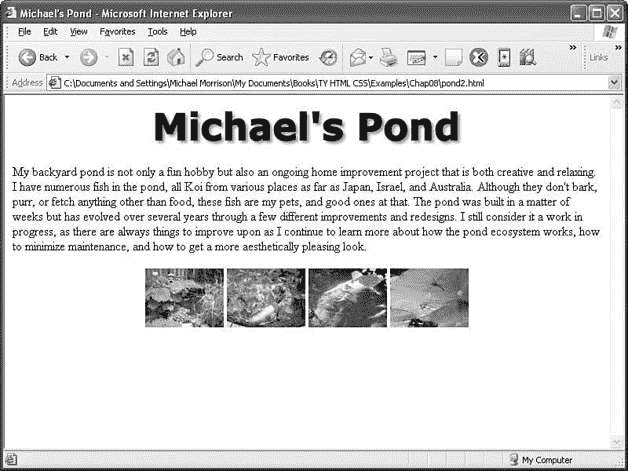 Michael's Pond - Microsoft Internet Explorer
File Edit View Favorites Tools Help
Back Search Favorites Links
Address C:\Documents and Settings\Michael Morrison\My Documents\Books\TY HTML CSS\Examples\Chap08\pond2.html
Michael's Pond
My backyard pond is not only a fun hobby but also an ongoing home improvement project that is both creative and relaxing.
I have numerous fish in the pond, all Koi from various places as far as Japan, Israel, and Australia. Although they don't bark,
purr, or fetch anything other than food, these fish are my pets, and good ones at that. The pond was built in a matter of
weeks but has evolved over several years through a few different improvements and redesigns. I still consider it a work in
progress, as there are always things to improve upon as I continue to learn more about how the pond ecosystem works, how
to minimize maintenance, and how to get a more aesthetically pleasing look.
My Computer